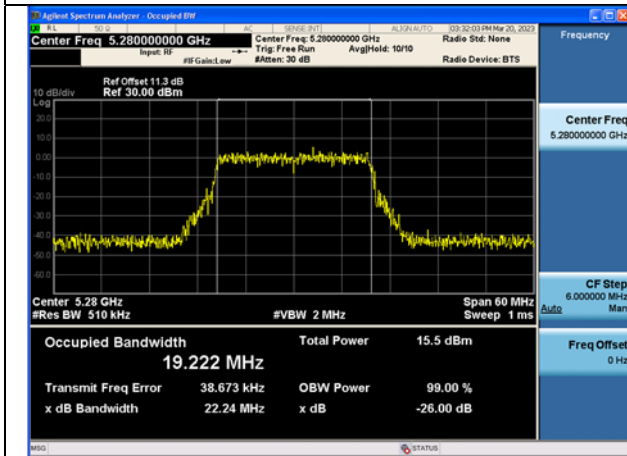 Agilent Spectrum Analyzer - Occupied BW
RL 50 Ω AC SENSE:INT ALIGN AUTO 03:32:03 PM Mar 20, 2023
Center Freq 5.280000000 GHz Center Freq: 5.280000000 GHz Radio Std: None
Input: RF Trig: Free Run Avg|Hold: 10/10
#IFGain:Low #Atten: 30 dB Radio Device: BTS
Frequency
Ref Offset 11.3 dB
10 dB/div Ref 30.00 dBm
Log
20.0
10.0
0.00
-10.0
-20.0
-30.0
-40.0
-50.0
-60.0
Center 5.28 GHz Span 60 MHz
#Res BW 510 kHz #VBW 2 MHz Sweep 1 ms
Occupied Bandwidth Total Power 15.5 dBm
19.222 MHz
Transmit Freq Error 38.673 kHz OBW Power 99.00 %
x dB Bandwidth 22.24 MHz x dB -26.00 dB
Center Freq
5.280000000 GHz
CF Step
6.000000 MHz
Auto Man
Freq Offset
0 Hz
MSG STATUS